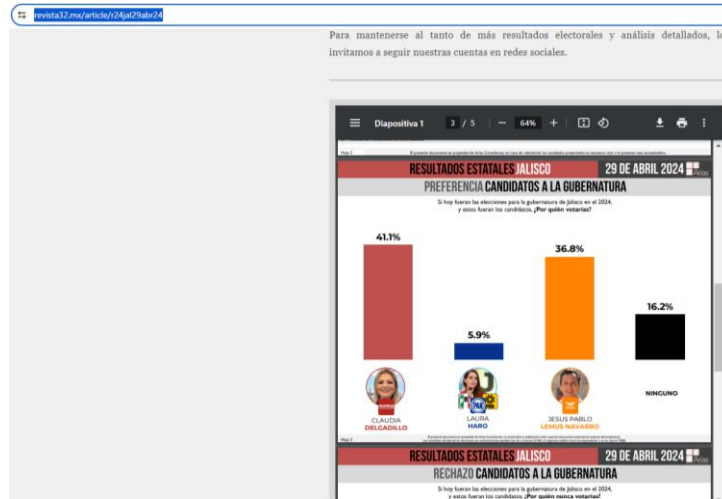 revista32.mx/article/r24jal29abr24
Para mantenerse al tanto de más resultados electorales y análisis detallados, lo
invitamos a seguir nuestras cuentas en redes sociales.
Diapositiva 1 3 / 5 64%
RESULTADOS ESTATALES JALISCO 29 DE ABRIL 2024 Arias
PREFERENCIA CANDIDATOS A LA GUBERNATURA
Si hoy fueran las elecciones para la gubernatura de Jalisco en el 2024,
y estos fueran los candidatos, ¿Por quién votarías?
41.1%
36.8%
16.2%
5.9%
CLAUDIA
DELGADILLO
PAN
LAURA
HARO
JESUS PABLO
LEMUS NAVARRO
NINGUNO
RESULTADOS ESTATALES JALISCO 29 DE ABRIL 2024 Arias
RECHAZO CANDIDATOS A LA GUBERNATURA
Si hoy fueran las elecciones para la gubernatura de Jalisco en el 2024,
y estos fueran los candidatos, ¿Por quién nunca votarías?